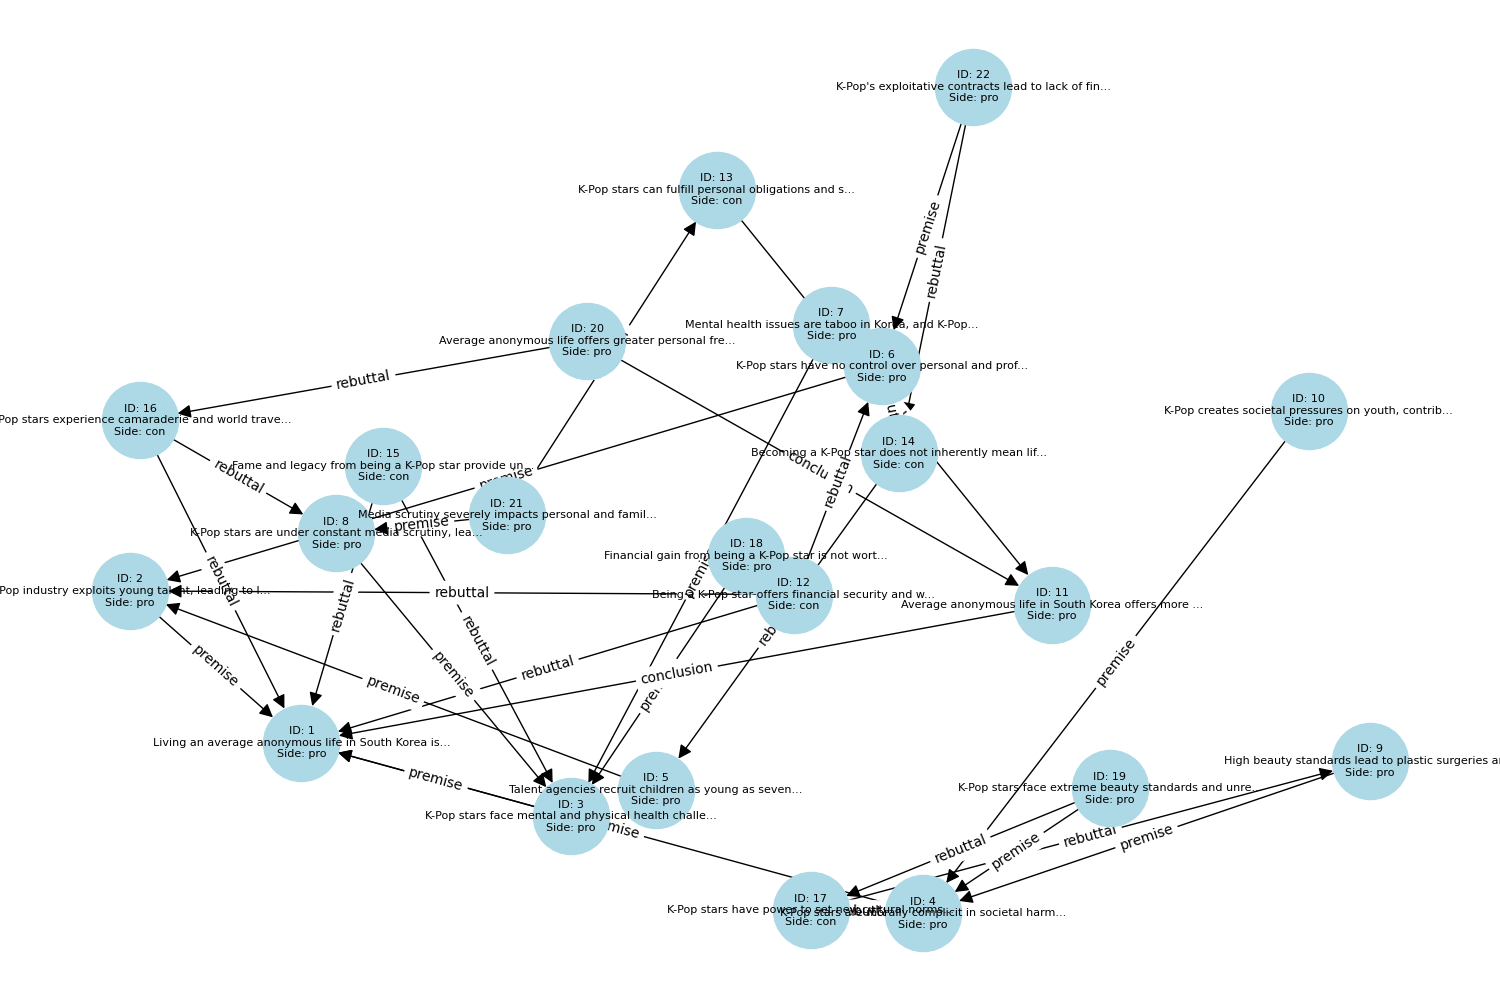 ID: 22
K-Pop's exploitative contracts lead to lack of fin...
Side: pro
ID: 13
K-Pop stars can fulfill personal obligations and s...
Side: con
premise
rebuttal
ID: 7
Mental health issues are taboo in Korea, and K-Pop...
Side: pro
ID: 20
Average anonymous life offers greater personal fre...
Side: pro
ID: 6
K-Pop stars have no control over personal and prof...
Side: pro
rebuttal
ID: 16
Pop stars experience camaraderie and world trave...
Side: con
ID: 10
K-Pop creates societal pressures on youth, contrib...
Side: pro
ID: 14
Becoming a K-Pop star does not inherently mean lif...
Side: con
ID: 15
Fame and legacy from being a K-Pop star provide un...
Side: con
rebuttal
premise
rebuttal
ID: 21
Media scrutiny severely impacts personal and famil...
Side: pro
premise
ID: 8
K-Pop stars are under constant media scrutiny, lea...
Side: pro
ID: 18
Financial gain from being a K-Pop star is not wort...
Side: pro
ID: 2
Pop industry exploits young talent, leading to l...
Side: pro
rebuttal
rebuttal
rebuttal
ID: 12
Being a K-Pop star offers financial security and w...
Side: con
ID: 11
Average anonymous life in South Korea offers more ...
Side: pro
rebuttal
premise
premise
premise
rebuttal
conclusion
premise
premise
ID: 1
Living an average anonymous life in South Korea is...
Side: pro
premise
ID: 5
Talent agencies recruit children as young as seven...
Side: pro
ID: 3
K-Pop stars face mental and physical health challe...
Side: pro
ID: 9
High beauty standards lead to plastic surgeries
Side: pro
ID: 19
K-Pop stars face extreme beauty standards and unre...
Side: pro
rebuttal
premise
rebuttal
premise
ID: 17
K-Pop stars have power to set new cultural norms...
Side: con
ID: 4
K-Pop stars are morally complicit in societal harm...
Side: pro